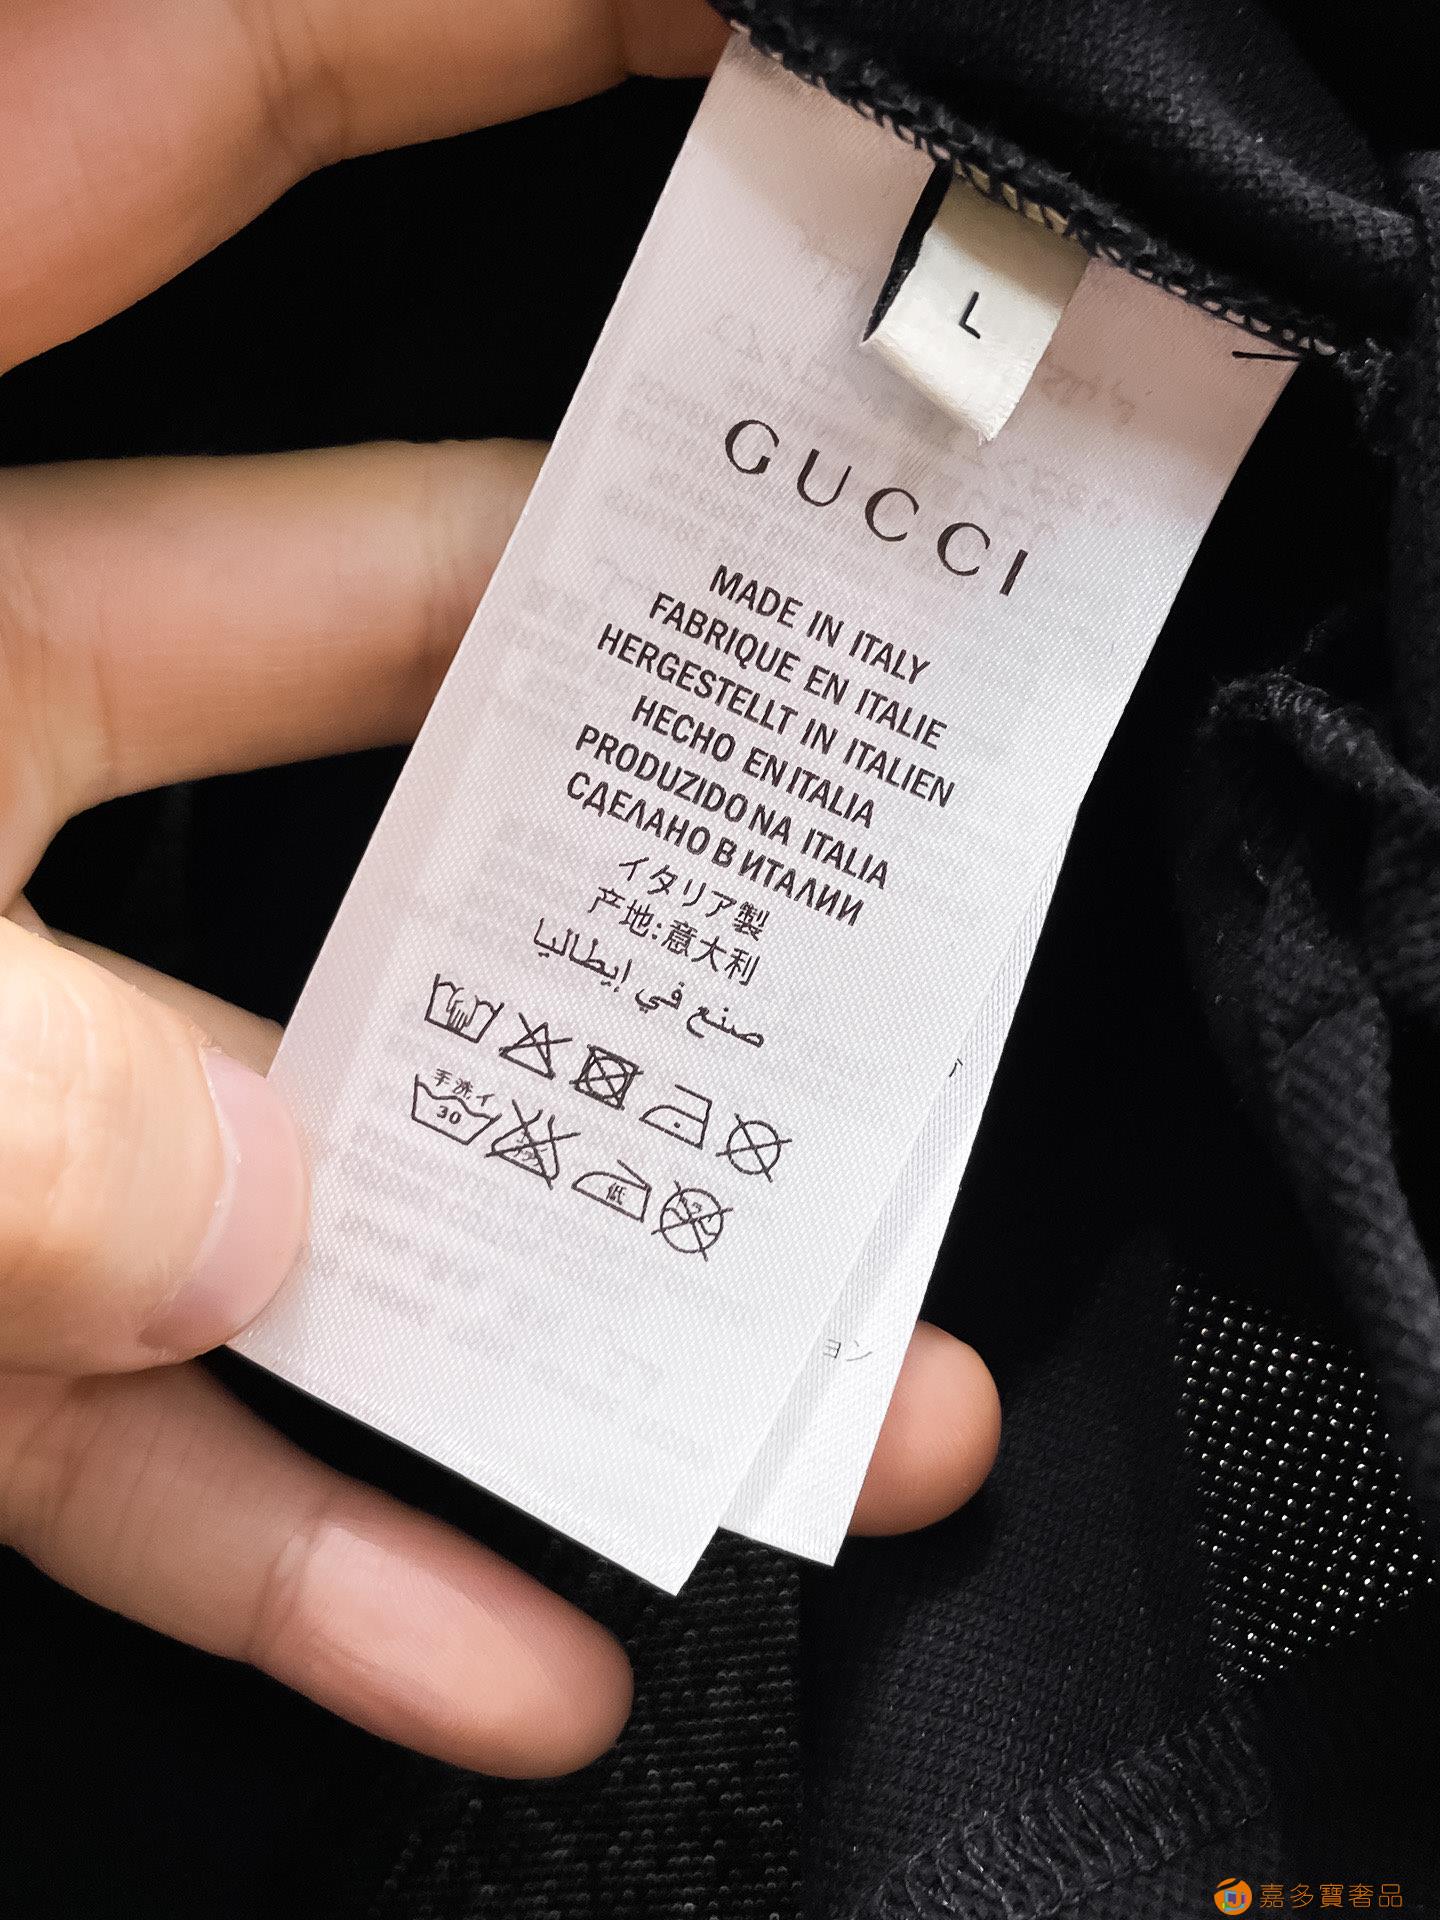 L
GUCCI
MADE IN ITALY
FABRIQUE EN ITALIE
HERGESTELLT IN ITALIEN
HECHO EN ITALIA
PRODUZIDO NA ITALIA
СДЕЛАНО В ИТАЛИИ
イタリア製
产地:意大利
صنع في إيطاليا
手洗イ
30
低
ョン
嘉多寶奢品